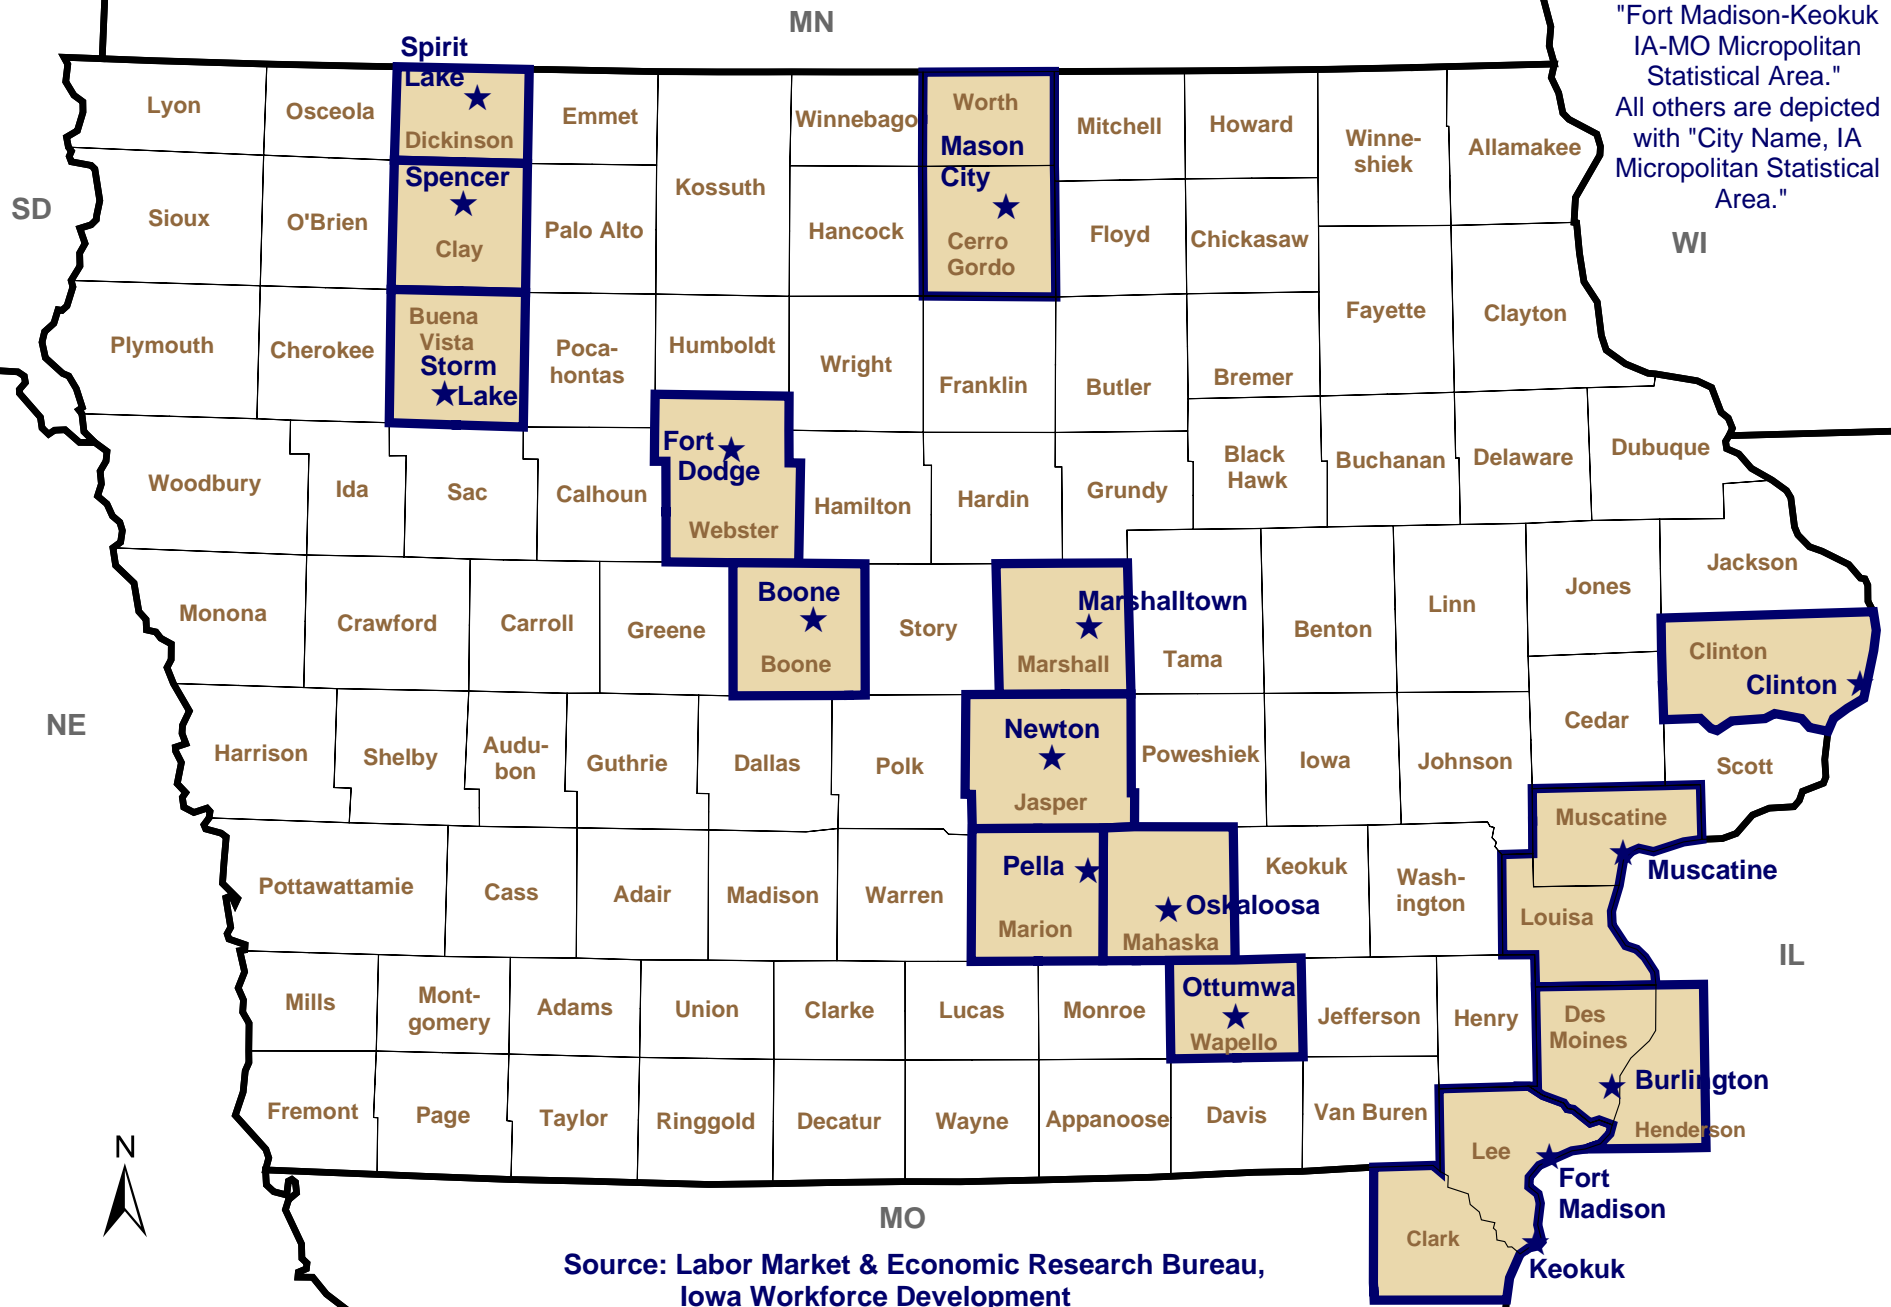 MN
"Fort Madison-Keokuk
IA-MO Micropolitan
Statistical Area."
All others are depicted
with "City Name, IA
Micropolitan Statistical
Area."
Spirit
Lake
Lyon
Osceola
Dickinson
Emmet
Winnebago
Worth
Mitchell
Howard
Winne-
shiek
Allamakee
Mason
City
Spencer
Kossuth
SD
Sioux
O'Brien
Clay
Palo Alto
Hancock
Cerro
Gordo
Floyd
Chickasaw
WI
Fayette
Clayton
Plymouth
Cherokee
Buena
Vista
Storm
Lake
Poca-
hontas
Humboldt
Wright
Franklin
Butler
Bremer
Fort
Dodge
Webster
Woodbury
Ida
Sac
Calhoun
Hamilton
Hardin
Grundy
Black
Hawk
Buchanan
Delaware
Dubuque
Jackson
Jones
Linn
Benton
Monona
Crawford
Carroll
Greene
Boone
Boone
Story
Marshalltown
Marshall
Tama
Clinton
Clinton
NE
Harrison
Shelby
Audu-
bon
Guthrie
Dallas
Polk
Newton
Jasper
Poweshiek
Iowa
Johnson
Cedar
Scott
Muscatine
Muscatine
Pottawattamie
Cass
Adair
Madison
Warren
Pella
Marion
Oskaloosa
Mahaska
Keokuk
Wash-
ington
Louisa
IL
Mills
Mont-
gomery
Adams
Union
Clarke
Lucas
Monroe
Ottumwa
Wapello
Jefferson
Henry
Des
Moines
Burlington
Henderson
Fremont
Page
Taylor
Ringgold
Decatur
Wayne
Appanoose
Davis
Van Buren
Lee
Fort
Madison
Clark
Keokuk
N
MO
Source: Labor Market & Economic Research Bureau,
Iowa Workforce Development